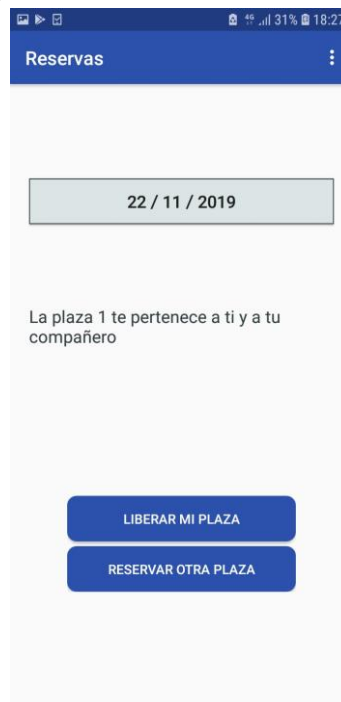 31% 18:27
Reservas
22 / 11 / 2019
La plaza 1 te pertenece a ti y a tu
compañero
LIBERAR MI PLAZA
RESERVAR OTRA PLAZA